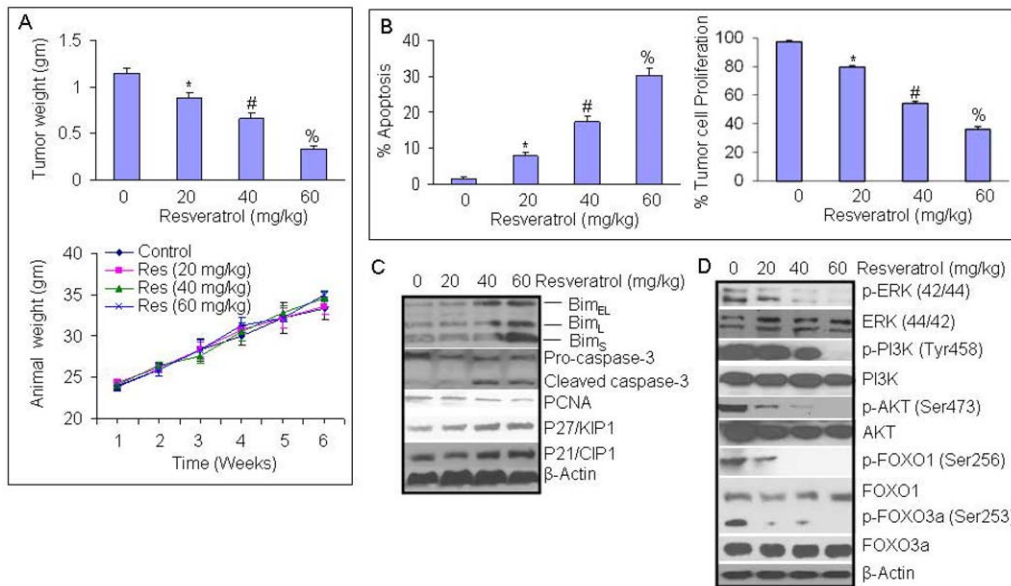 A
Tumor weight (gm)
1.5
1
0.5
0
*
#
%
0 20 40 60
Resveratrol (mg/kg)
Control
Res (20 mg/kg)
Res (40 mg/kg)
Res (60 mg/kg)
Animal weight (gm)
40
35
30
25
20
1 2 3 4 5 6
Time (Weeks)
B
% Apoptosis
40
30
20
10
0
*
#
%
0 20 40 60
Resveratrol (mg/kg)
% Tumor cell Proliferation
100
80
60
40
20
0
*
#
%
0 20 40 60
Resveratrol (mg/kg)
C
0 20 40 60 Resveratrol (mg/kg)
BimEL
BimL
BimS
Pro-caspase-3
Cleaved caspase-3
PCNA
P27/KIP1
P21/CIP1
β-Actin
D
0 20 40 60 Resveratrol (mg/kg)
p-ERK (42/44)
ERK (44/42)
p-PI3K (Tyr458)
PI3K
p-AKT (Ser473)
AKT
p-FOXO1 (Ser256)
FOXO1
p-FOXO3a (Ser253)
FOXO3a
β-Actin